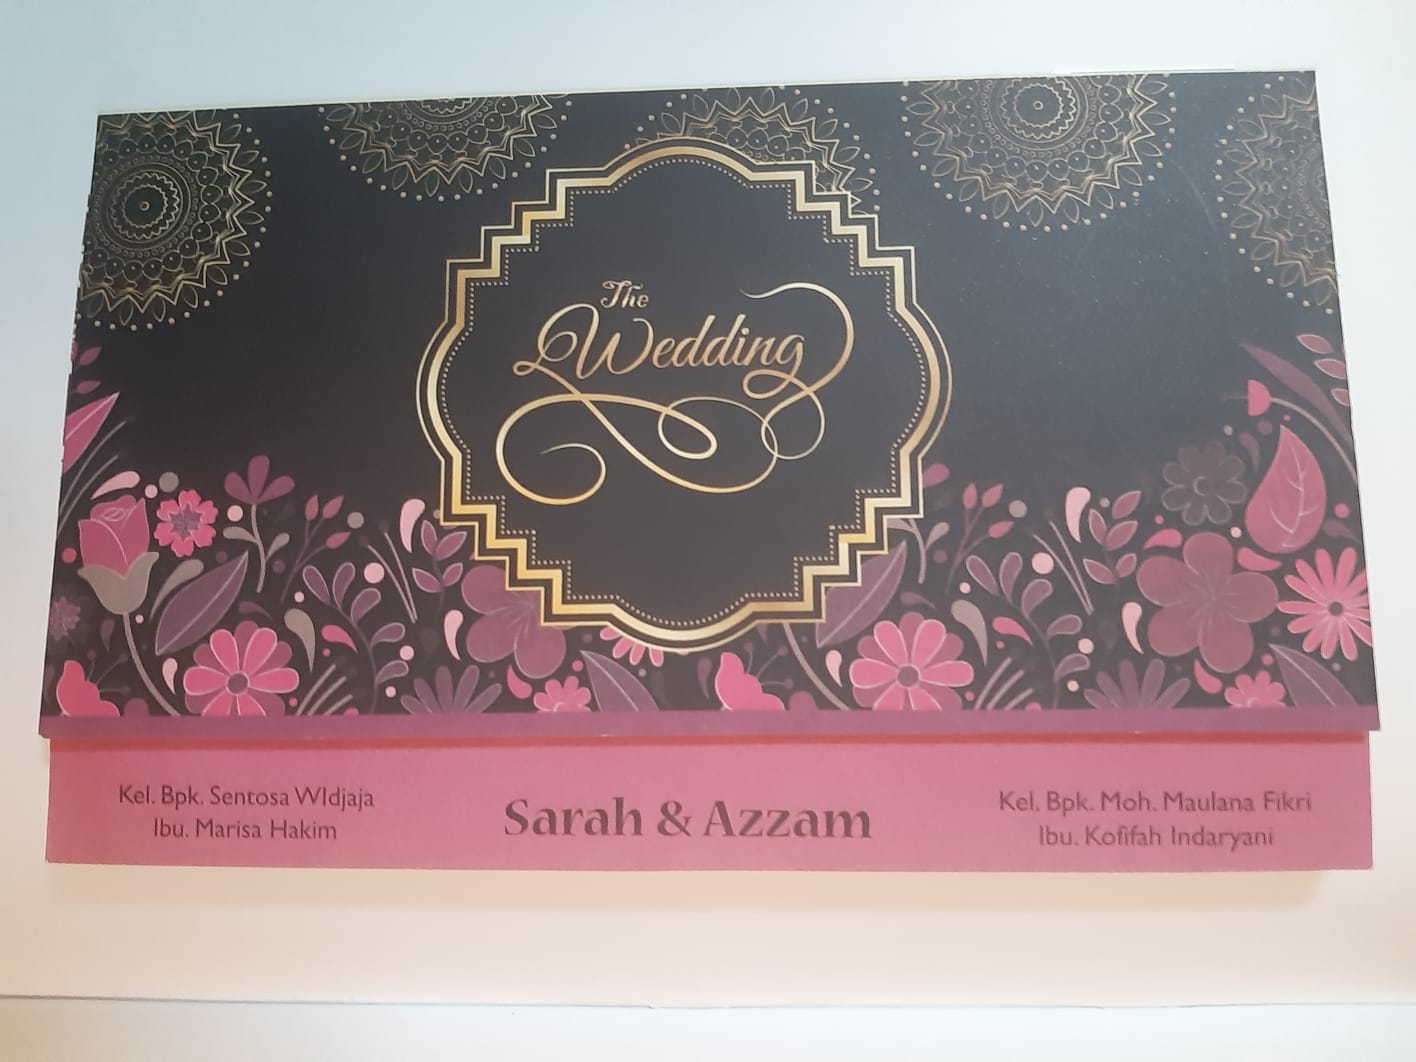 The
Wedding
Kel. Bpk. Sentosa WIdjaja
Ibu. Marisa Hakim
Sarah & Azzam
Kel. Bpk. Moh. Maulana Fikri
Ibu. Kofifah Indaryani